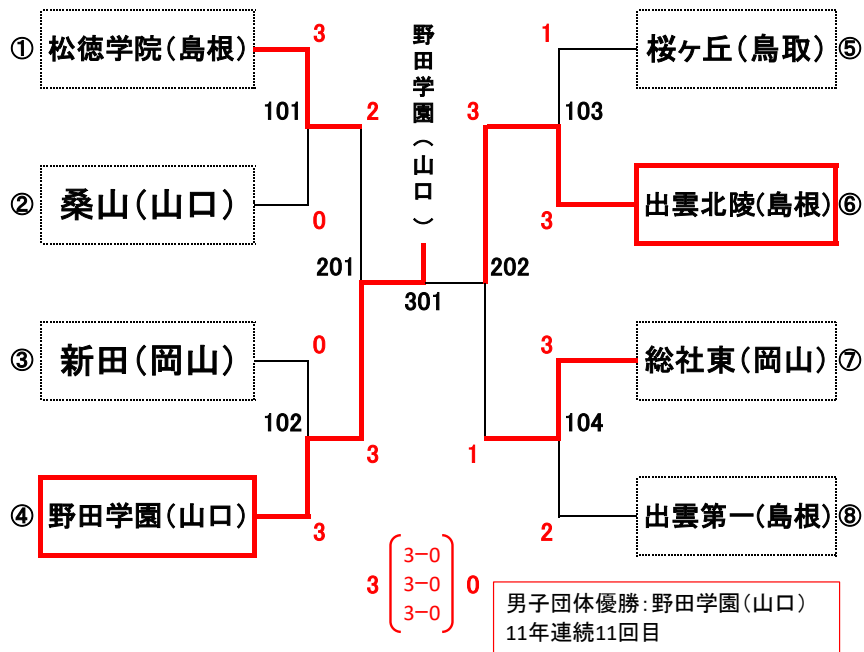 ① 松徳学院(島根)
3
101
2
② 桑山(山口)
0
201
③ 新田(岡山)
0
102
3
④ 野田学園(山口)
3
野田学園(山口)
301
1
桜ヶ丘(鳥取) ⑤
3
103
出雲北陵(島根) ⑥
3
202
3
総社東(岡山) ⑦
104
1
出雲第一(島根) ⑧
2
3-0
3 3-0 0
3-0
男子団体優勝:野田学園(山口)
11年連続11回目